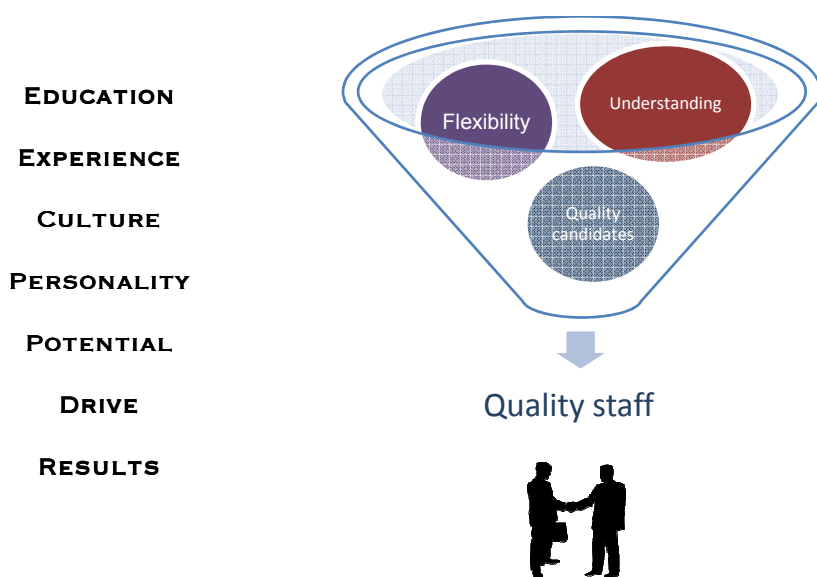 EDUCATION
EXPERIENCE
CULTURE
PERSONALITY
POTENTIAL
DRIVE
RESULTS
Flexibility
Understanding
Quality
candidates
Quality staff